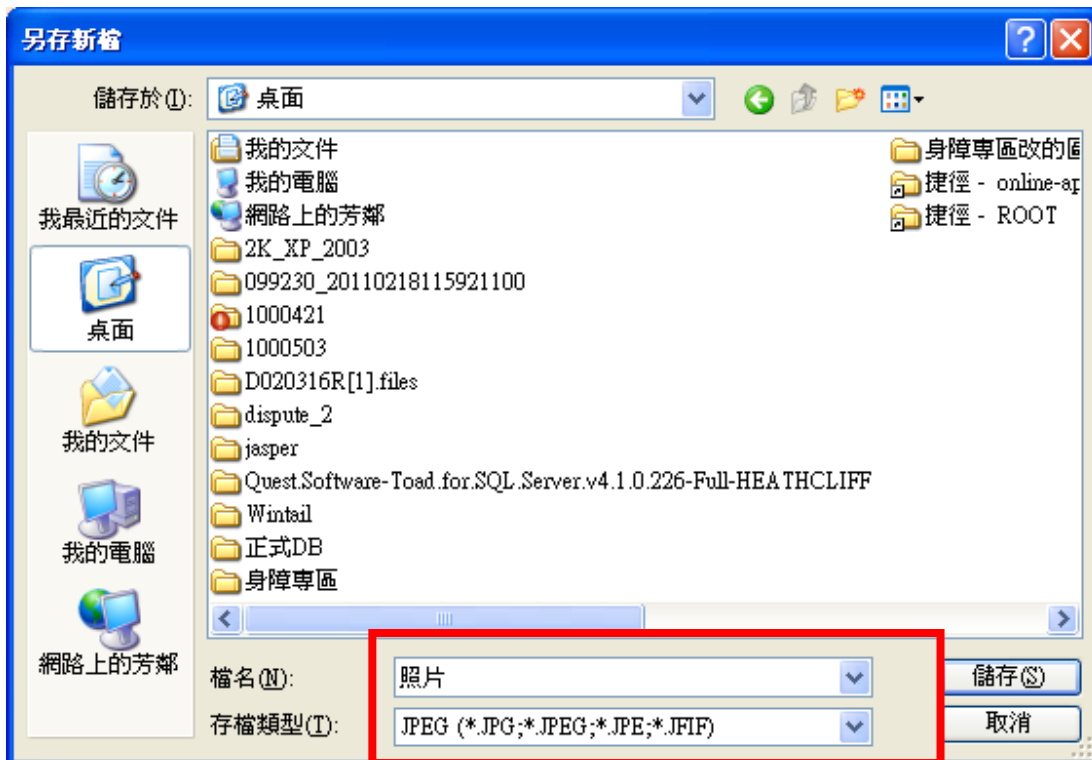 另存新檔
儲存於(I):
桌面
我最近的文件
桌面
我的文件
我的電腦
網路上的芳鄰
我的文件
我的電腦
網路上的芳鄰
2K_XP_2003
099230_20110218115921100
1000421
1000503
D020316R[1].files
dispute_2
jasper
Quest.Software-Toad.for.SQL.Server.v4.1.0.226-Full-HEATHCLIFF
Wintail
正式DB
身障專區
身障專區改的
捷徑 - online-ap
捷徑 - ROOT
檔名(N):
照片
儲存(S)
存檔類型(T):
JPEG (*.JPG;*.JPEG;*.JPE;*.JFIF)
取消